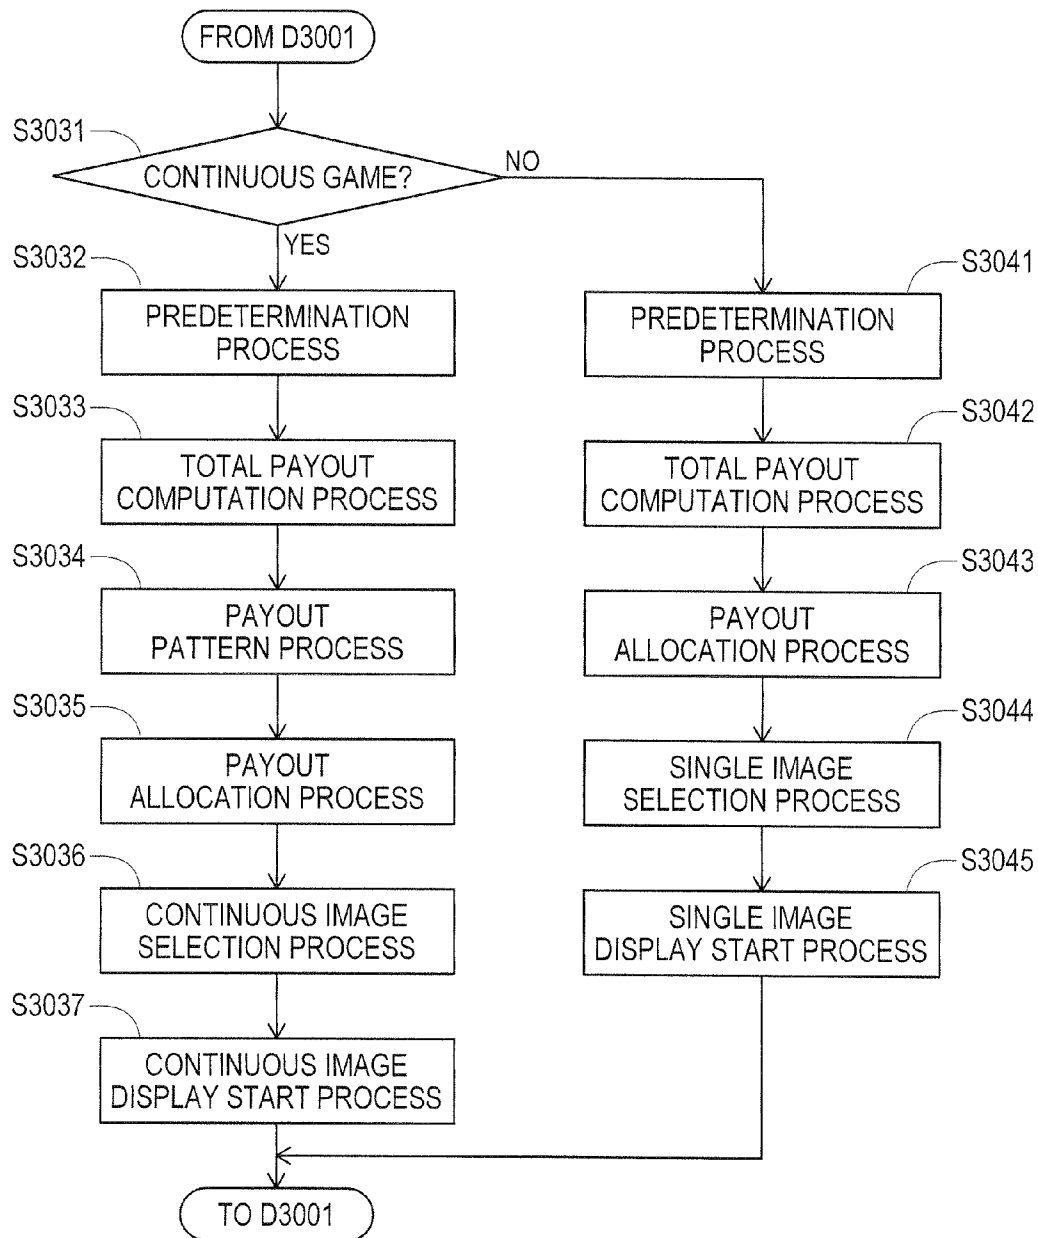 FROM D3001
S3031
CONTINUOUS GAME?
NO
YES
S3032
PREDETERMINATION
PROCESS
S3033
TOTAL PAYOUT
COMPUTATION PROCESS
S3034
PAYOUT
PATTERN PROCESS
S3035
PAYOUT
ALLOCATION PROCESS
S3036
CONTINUOUS IMAGE
SELECTION PROCESS
S3037
CONTINUOUS IMAGE
DISPLAY START PROCESS
S3041
PREDETERMINATION
PROCESS
S3042
TOTAL PAYOUT
COMPUTATION PROCESS
S3043
PAYOUT
ALLOCATION PROCESS
S3044
SINGLE IMAGE
SELECTION PROCESS
S3045
SINGLE IMAGE
DISPLAY START PROCESS
TO D3001